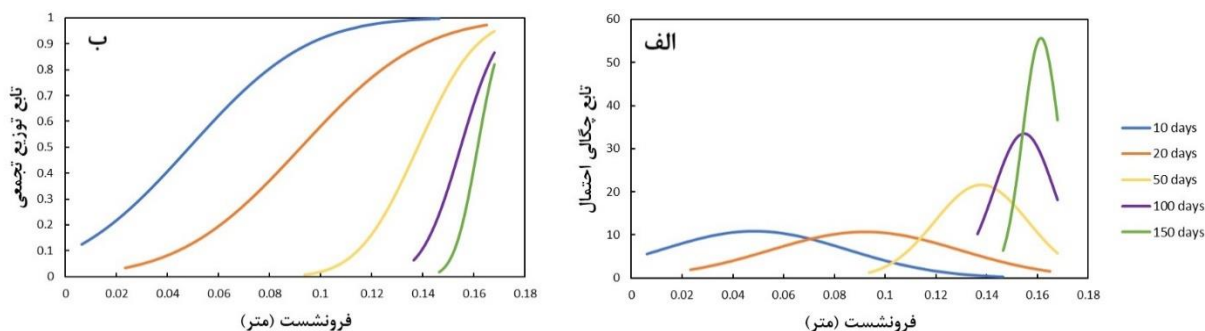 ب
1
0.9
0.8
0.7
0.6
0.5
0.4
0.3
0.2
0.1
0
تابع توزیع تجمعی
0 0.02 0.04 0.06 0.08 0.1 0.12 0.14 0.16 0.18
فرونشست (متر)
الف
60
50
40
30
20
10
0
تابع چگالی احتمال
0 0.02 0.04 0.06 0.08 0.1 0.12 0.14 0.16 0.18
فرونشست (متر)
10 days
20 days
50 days
100 days
150 days